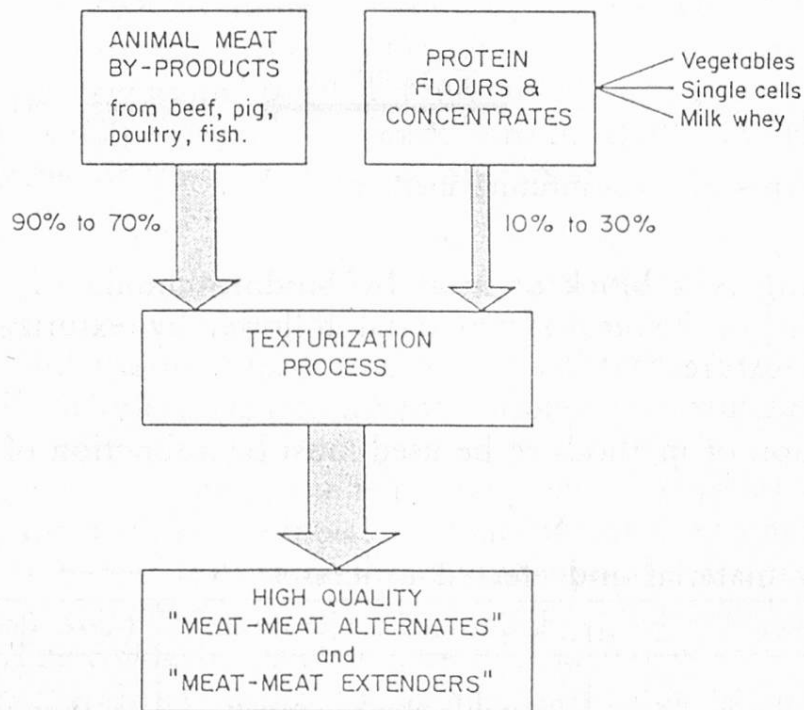 ANIMAL MEAT
BY-PRODUCTS
from beef, pig,
poultry, fish.
PROTEIN
FLOURS &
CONCENTRATES
Vegetables
Single cells
Milk whey
90% to 70%
10% to 30%
TEXTURIZATION
PROCESS
HIGH QUALITY
"MEAT-MEAT ALTERNATES"
and
"MEAT-MEAT EXTENDERS"